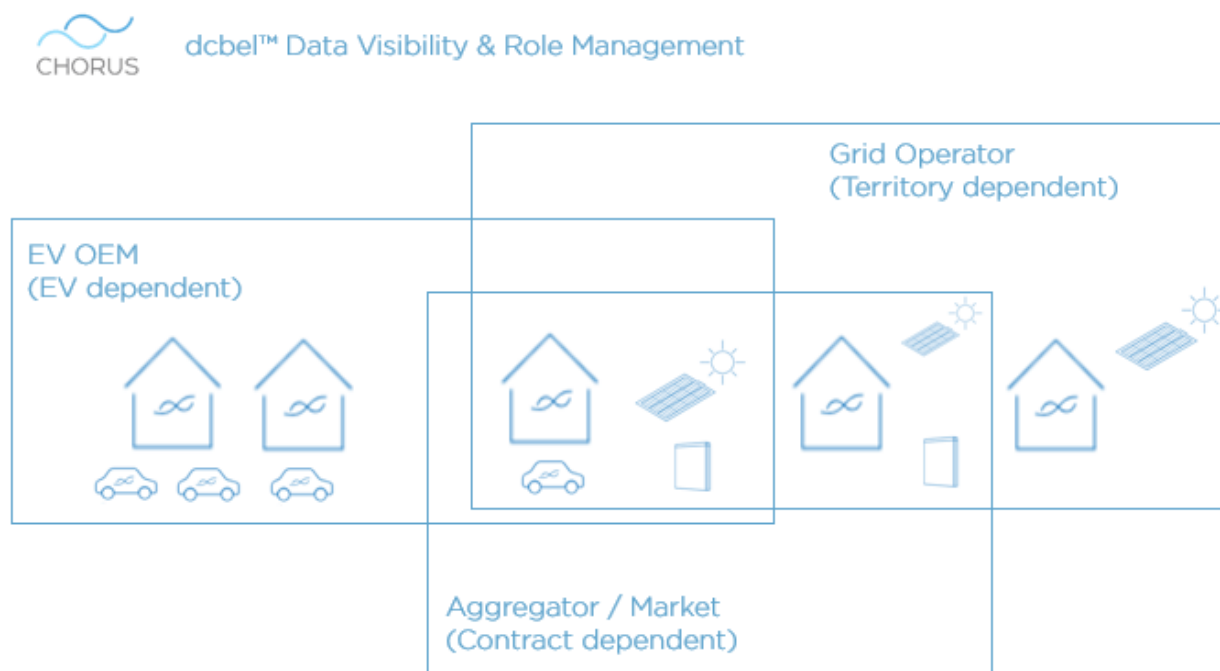 CHORUS
dcbel™ Data Visibility & Role Management
Grid Operator
(Territory dependent)
EV OEM
(EV dependent)
Aggregator / Market
(Contract dependent)